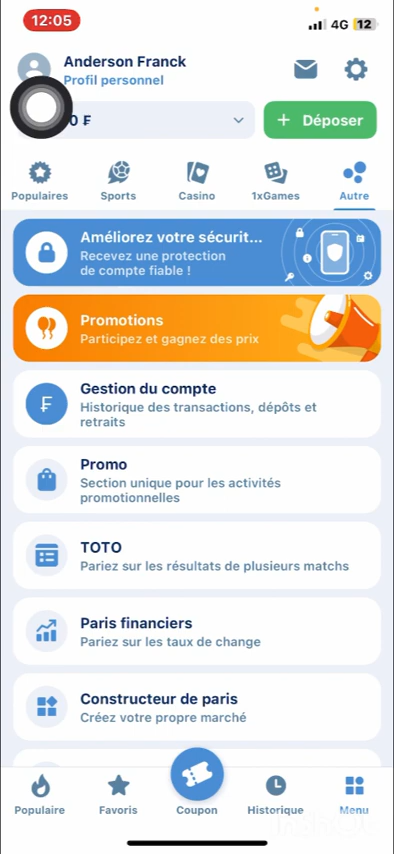 12:05
4G 12
Anderson Franck
Profil personnel
0 ₣
+ Déposer
Populaires
Sports
Casino
1xGames
Autre
Améliorez votre sécurit...
Recevez une protection
de compte fiable !
Promotions
Participez et gagnez des prix
Gestion du compte
Historique des transactions, dépôts et
retraits
Promo
Section unique pour les activités
promotionnelles
TOTO
Pariez sur les résultats de plusieurs matchs
Paris financiers
Pariez sur les taux de change
Constructeur de paris
Créez votre propre marché
Populaire
Favoris
Coupon
Historique
Menu